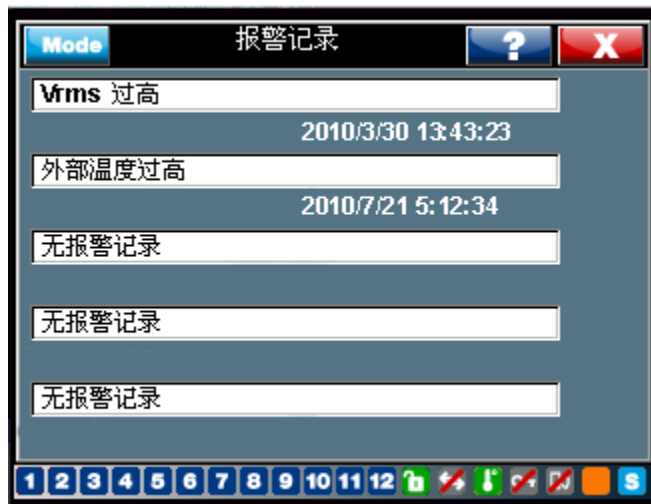 Mode 报警记录 ? X
Vrms 过高
2010/3/30 13:43:23
外部温度过高
2010/7/21 5:12:34
无报警记录
无报警记录
无报警记录
1 2 3 4 5 6 7 8 9 10 11 12 S